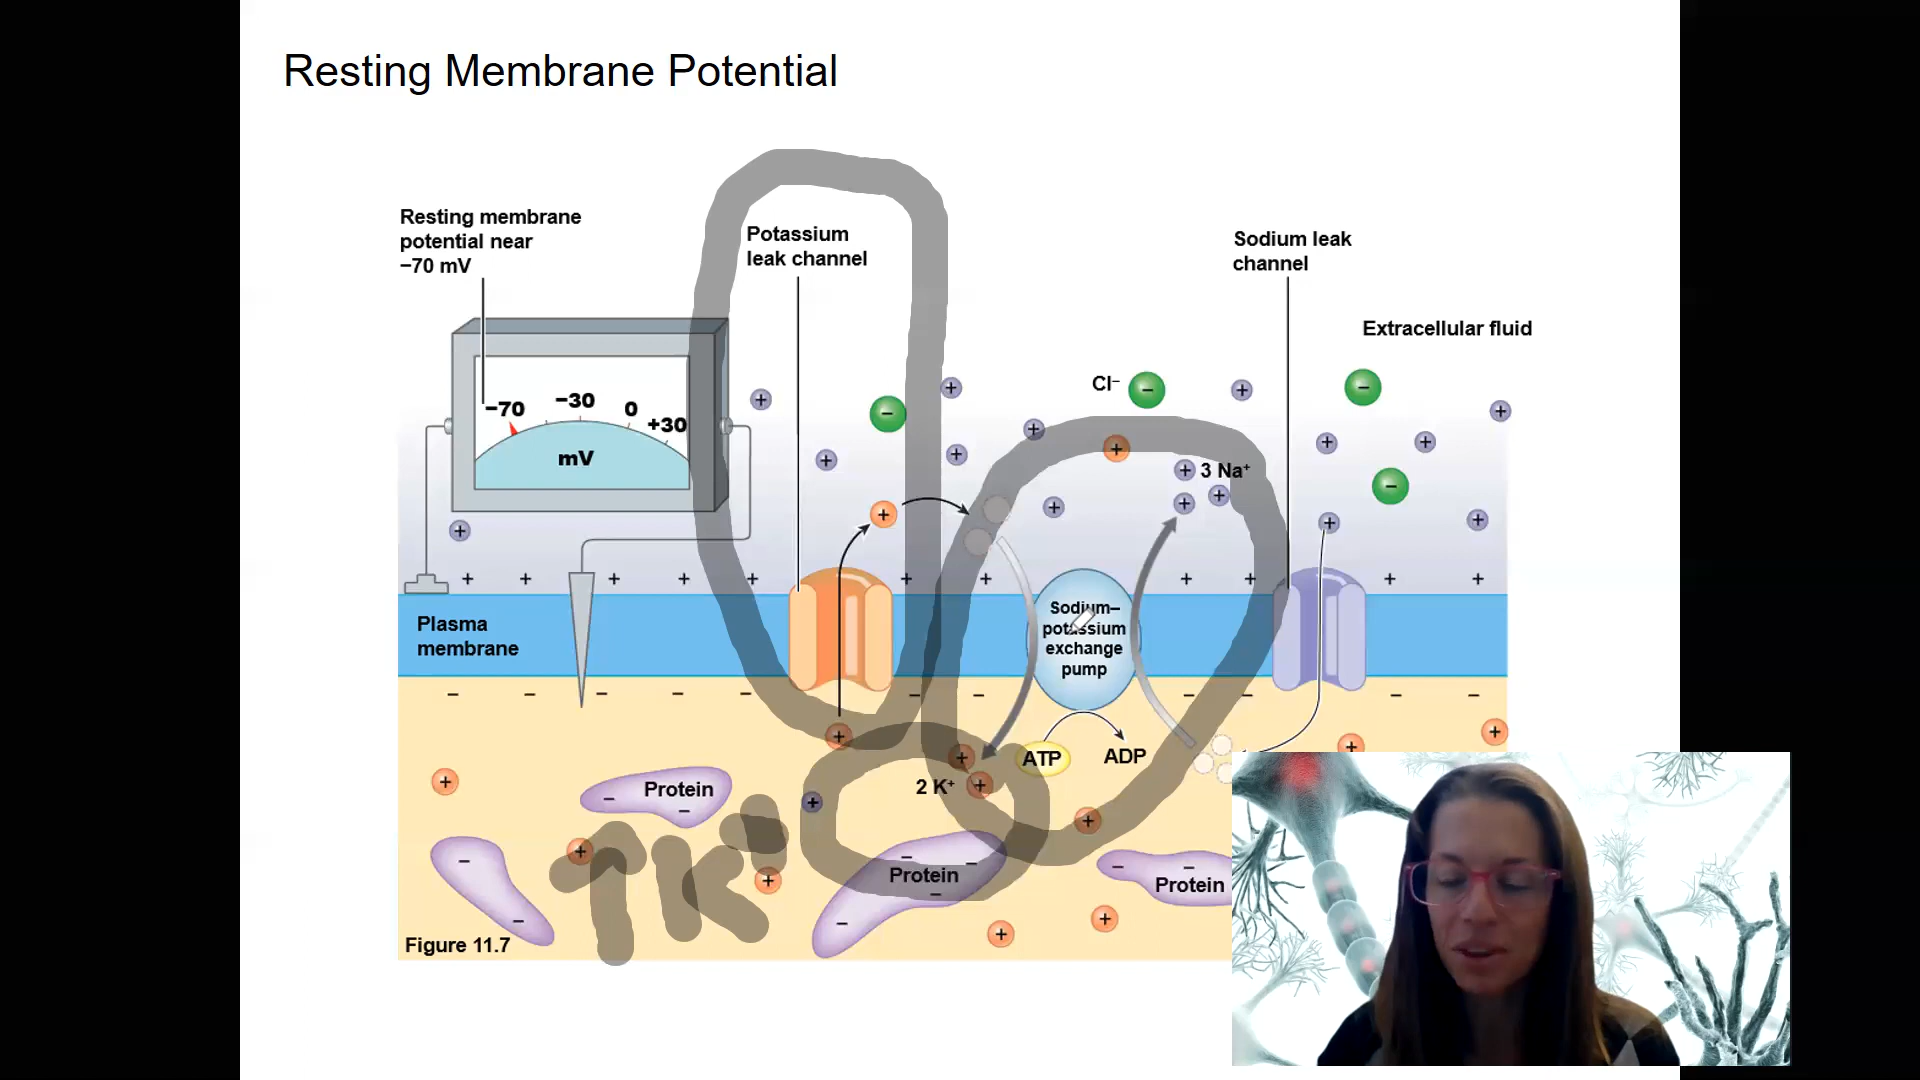 Resting Membrane Potential
Resting membrane
potential near
−70 mV
Potassium
leak channel
Sodium leak
channel
Extracellular fluid
Cl−
−70
−30
0
+30
mV
3 Na+
Plasma
membrane
Sodium–
potassium
exchange
pump
ATP
ADP
2 K+
Protein
Protein
Protein
↑K+
Figure 11.7